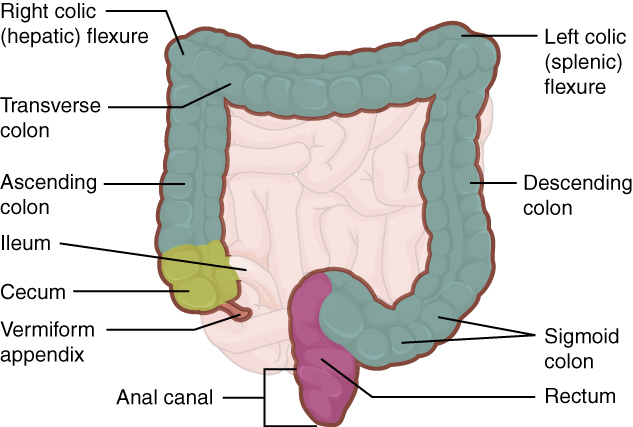 Right colic
(hepatic) flexure
Transverse
colon
Ascending
colon
Ileum
Cecum
Vermiform
appendix
Anal canal
Left colic
(splenic)
flexure
Descending
colon
Sigmoid
colon
Rectum